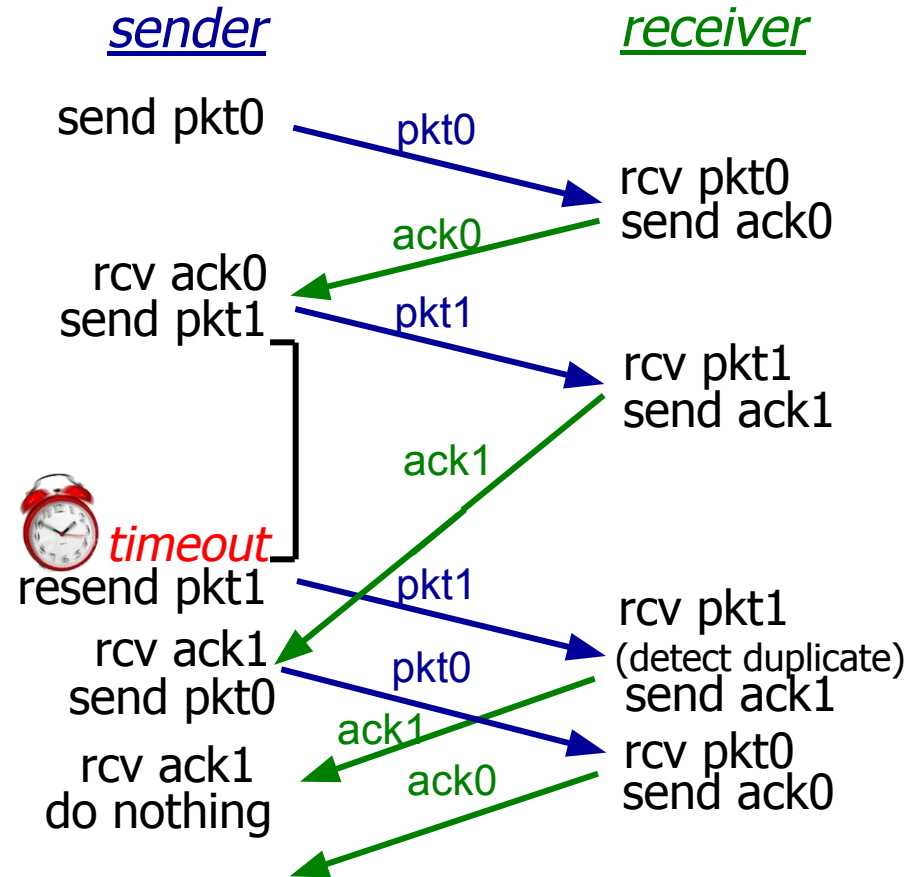 sender
receiver
send pkt0
pkt0
rcv pkt0
send ack0
ack0
rcv ack0
send pkt1
pkt1
rcv pkt1
send ack1
ack1
timeout
resend pkt1
pkt1
rcv pkt1
(detect duplicate)
send ack1
rcv ack1
send pkt0
pkt0
ack1
rcv pkt0
send ack0
rcv ack1
do nothing
ack0